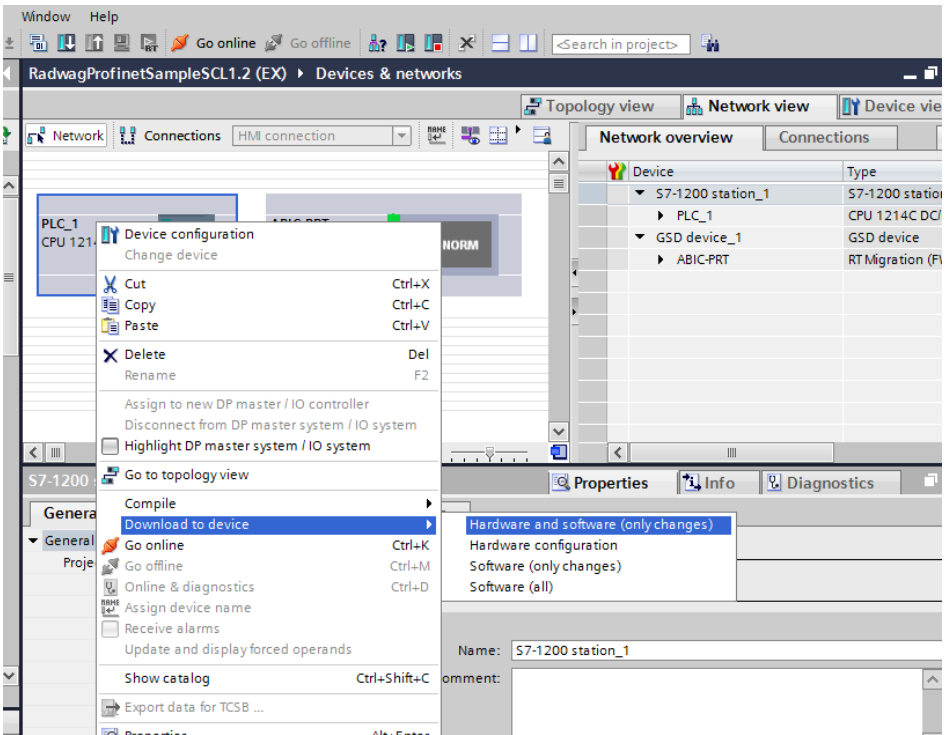 Window Help
Go online Go offline <Search in project>
RadwagProfinetSampleSCL1.2 (EX) Devices & networks
Topology view Network view Device vie
Network Connections HMI connection
Network overview Connections
Device Type
S7-1200 station_1 S7-1200 station
PLC_1 CPU 1214C DC/
GSD device_1 GSD device
ABIC-PRT RT Migration (FW
PLC_1
CPU 121
NORM
Device configuration
Change device
Cut Ctrl+X
Copy Ctrl+C
Paste Ctrl+V
Delete Del
Rename F2
Assign to new DP master / IO controller
Disconnect from DP master system / IO system
Highlight DP master system / IO system
Go to topology view
Compile
Download to device
Go online Ctrl+K
Go offline Ctrl+M
Online & diagnostics Ctrl+D
Assign device name
Receive alarms
Update and display forced operands
Show catalog Ctrl+Shift+C
Export data for TCSB ...
Properties Alt+Enter
Hardware and software (only changes)
Hardware configuration
Software (only changes)
Software (all)
S7-1200
Properties Info Diagnostics
Genera
General
Proje
Name: S7-1200 station_1
omment: